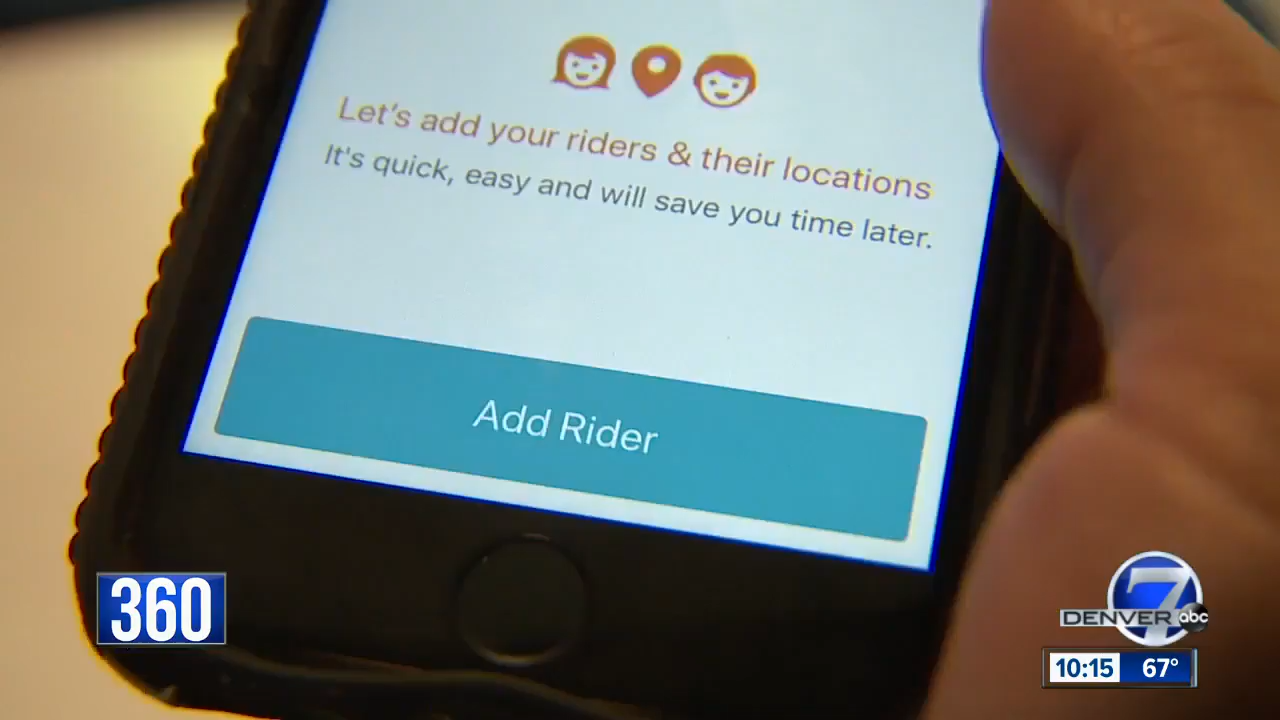 Let's add your riders & their locations
It's quick, easy and will save you time later.
Add Rider
360
7
DENVER
abc
10:15 67°